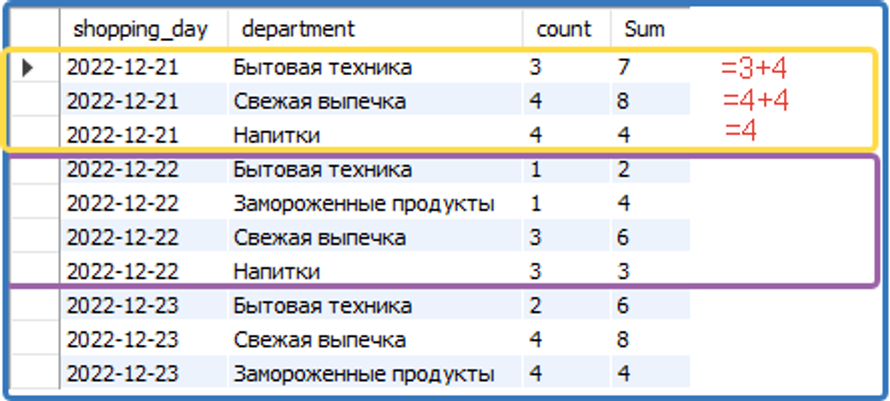 shopping_day department count Sum
2022-12-21 Бытовая техника 3 7 =3+4
2022-12-21 Свежая выпечка 4 8 =4+4
2022-12-21 Напитки 4 4 =4
2022-12-22 Бытовая техника 1 2
2022-12-22 Замороженные продукты 1 4
2022-12-22 Свежая выпечка 3 6
2022-12-22 Напитки 3 3
2022-12-23 Бытовая техника 2 6
2022-12-23 Свежая выпечка 4 8
2022-12-23 Замороженные продукты 4 4